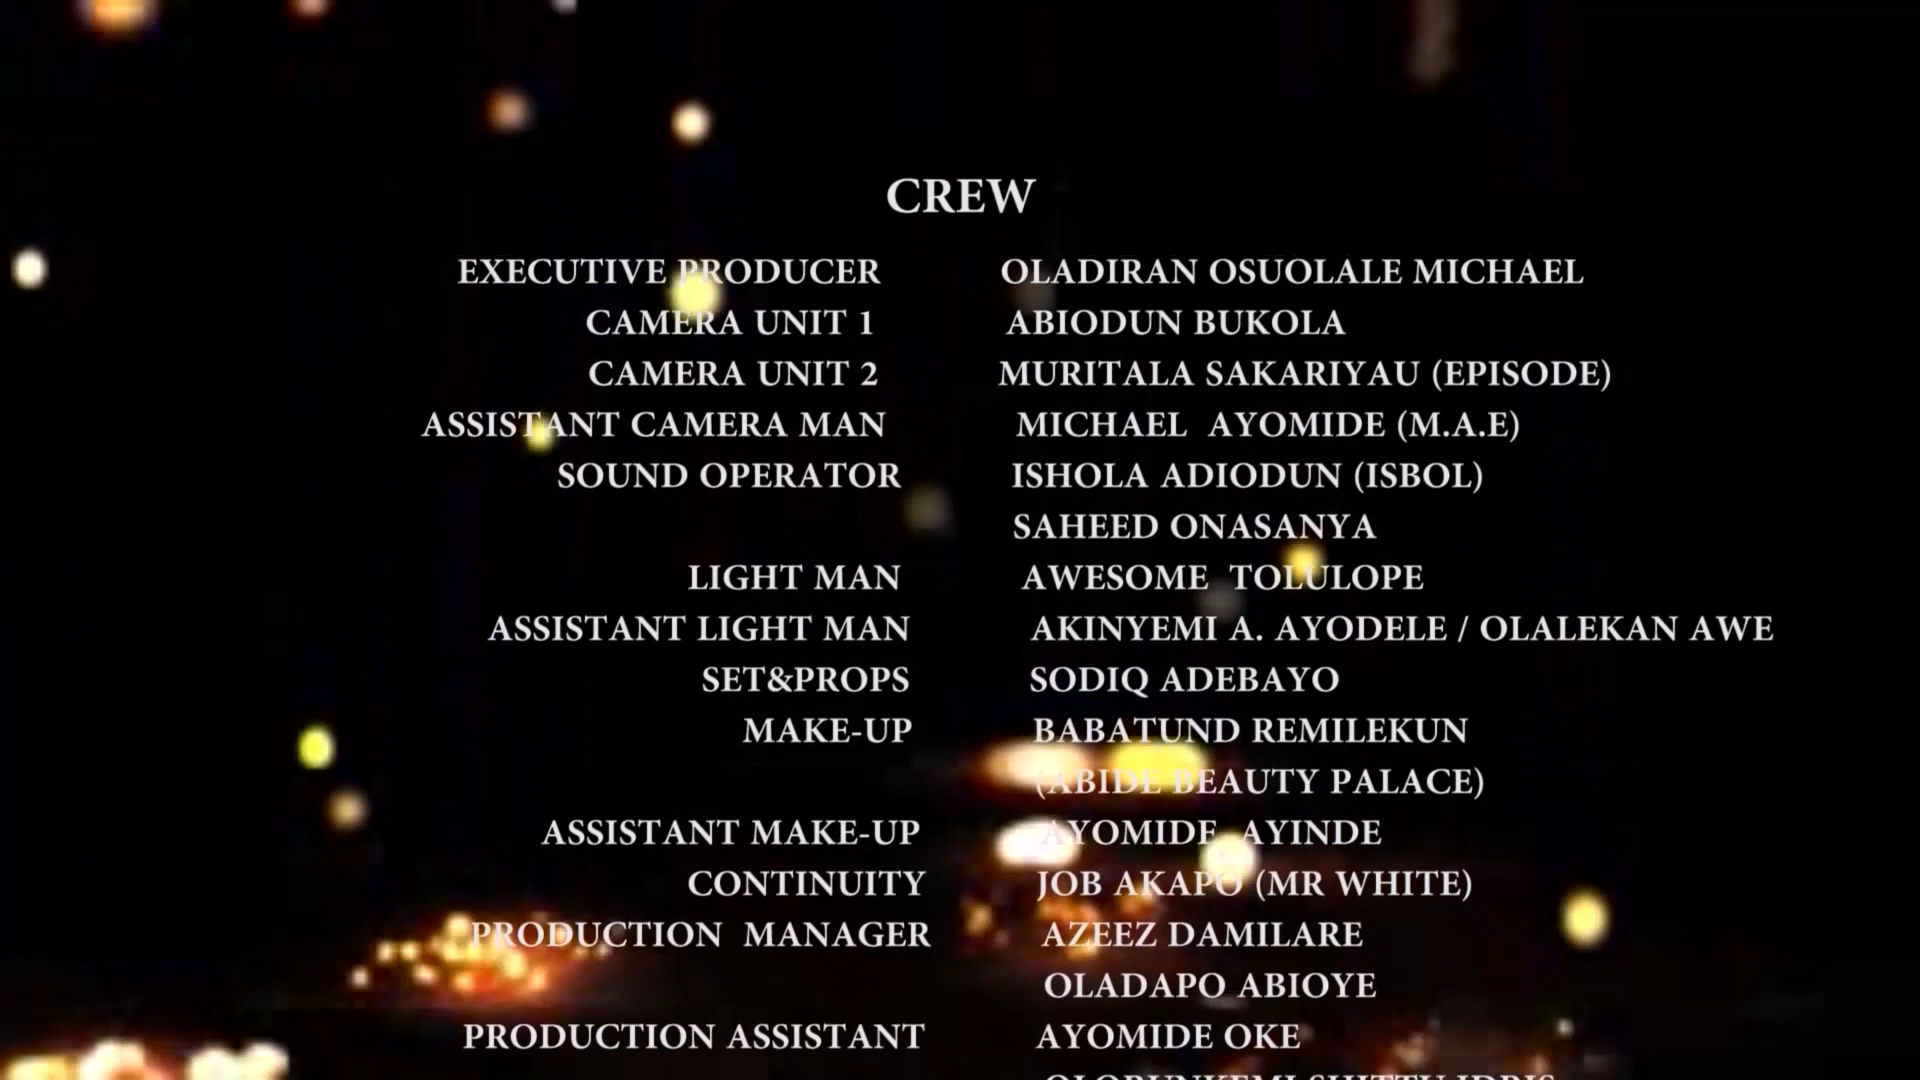 CREW
EXECUTIVE PRODUCER OLADIRAN OSUOLALE MICHAEL
CAMERA UNIT 1 ABIODUN BUKOLA
CAMERA UNIT 2 MURITALA SAKARIYAU (EPISODE)
ASSISTANT CAMERA MAN MICHAEL AYOMIDE (M.A.E)
SOUND OPERATOR ISHOLA ADIODUN (ISBOL)
SAHEED ONASANYA
LIGHT MAN AWESOME TOLULOPE
ASSISTANT LIGHT MAN AKINYEMI A. AYODELE / OLALEKAN AWE
SET&PROPS SODIQ ADEBAYO
MAKE-UP BABATUND REMILEKUN
(ABIDE BEAUTY PALACE)
ASSISTANT MAKE-UP AYOMIDE AYINDE
CONTINUITY JOB AKAPO (MR WHITE)
PRODUCTION MANAGER AZEEZ DAMILARE
OLADAPO ABIOYE
PRODUCTION ASSISTANT AYOMIDE OKE